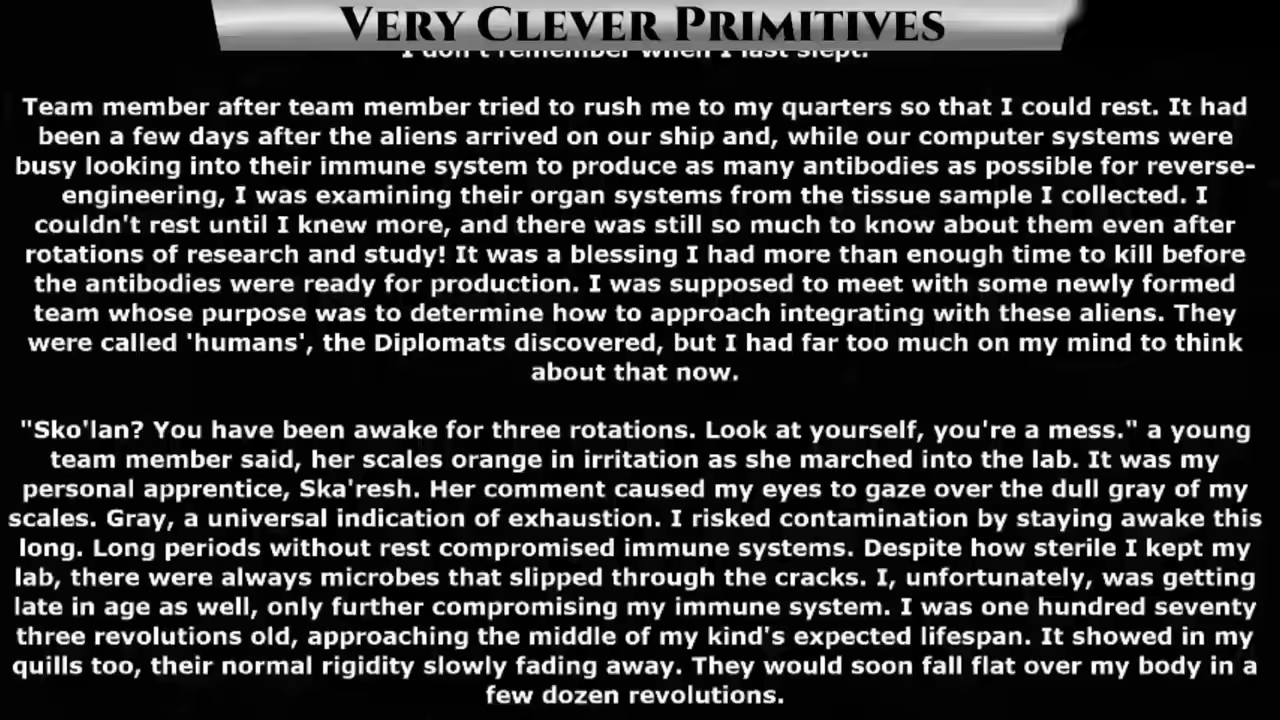 VERY CLEVER PRIMITIVES
I don't remember when I last slept.
Team member after team member tried to rush me to my quarters so that I could rest. It had
been a few days after the aliens arrived on our ship and, while our computer systems were
busy looking into their immune system to produce as many antibodies as possible for reverse-
engineering, I was examining their organ systems from the tissue sample I collected. I
couldn't rest until I knew more, and there was still so much to know about them even after
rotations of research and study! It was a blessing I had more than enough time to kill before
the antibodies were ready for production. I was supposed to meet with some newly formed
team whose purpose was to determine how to approach integrating with these aliens. They
were called 'humans', the Diplomats discovered, but I had far too much on my mind to think
about that now.
"Sko'lan? You have been awake for three rotations. Look at yourself, you're a mess." a young
team member said, her scales orange in irritation as she marched into the lab. It was my
personal apprentice, Ska'resh. Her comment caused my eyes to gaze over the dull gray of my
scales. Gray, a universal indication of exhaustion. I risked contamination by staying awake this
long. Long periods without rest compromised immune systems. Despite how sterile I kept my
lab, there were always microbes that slipped through the cracks. I, unfortunately, was getting
late in age as well, only further compromising my immune system. I was one hundred seventy
three revolutions old, approaching the middle of my kind's expected lifespan. It showed in my
quills too, their normal rigidity slowly fading away. They would soon fall flat over my body in a
few dozen revolutions.